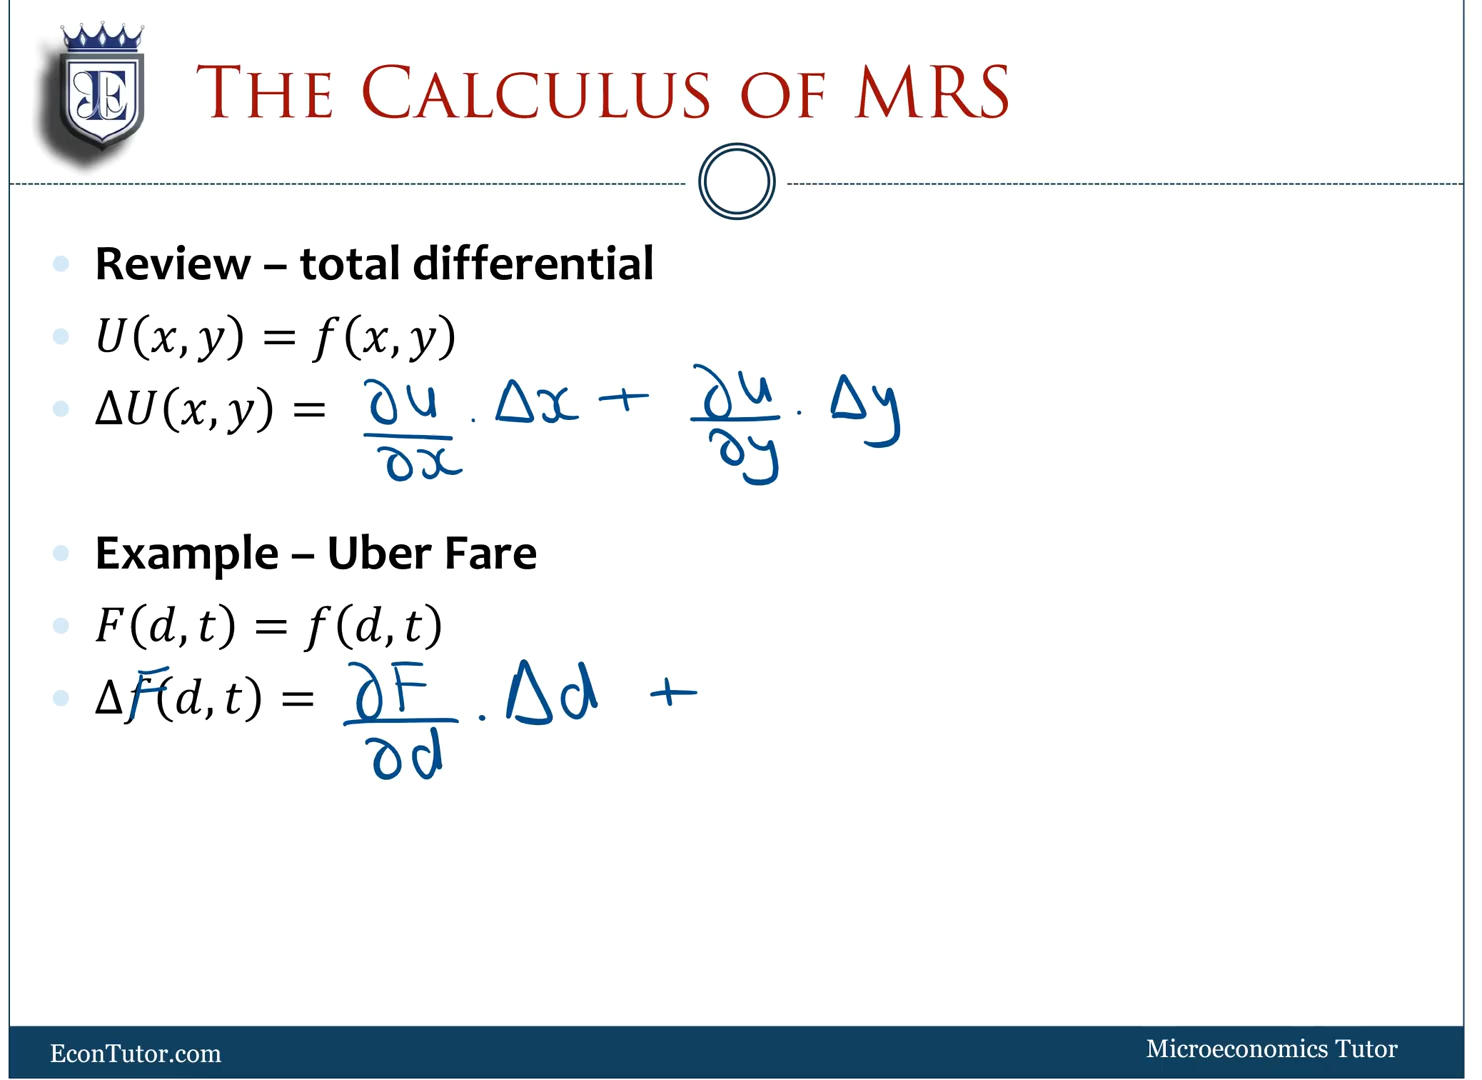 E
THE CALCULUS OF MRS
Review – total differential
U(x, y) = f(x, y)
ΔU(x, y) = ∂u/∂x · Δx + ∂u/∂y · Δy
Example – Uber Fare
F(d, t) = f(d, t)
ΔF(d, t) = ∂F/∂d · Δd +
EconTutor.com
Microeconomics Tutor